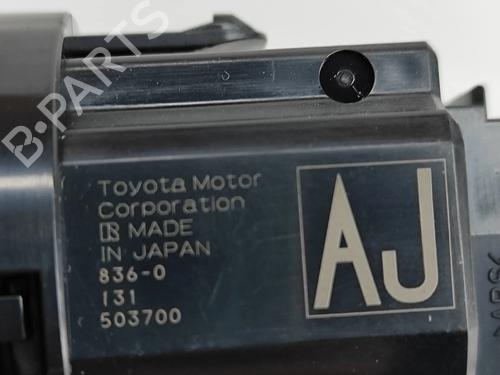 B-PARTS
Toyota Motor
Corporation
R MADE
IN JAPAN
836-0
131
503700
AJ